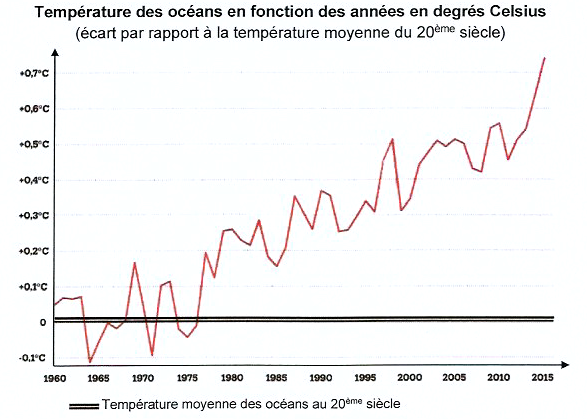 Température des océans en fonction des années en degrés Celsius
(écart par rapport à la température moyenne du 20ème siècle)
+0,7°C
+0,6°C
+0,5°C
+0,4°C
+0,3°C
+0,2°C
+0,1°C
0
-0,1°C
1960 1965 1970 1975 1980 1985 1990 1995 2000 2005 2010 2015
Température moyenne des océans au 20ème siècle